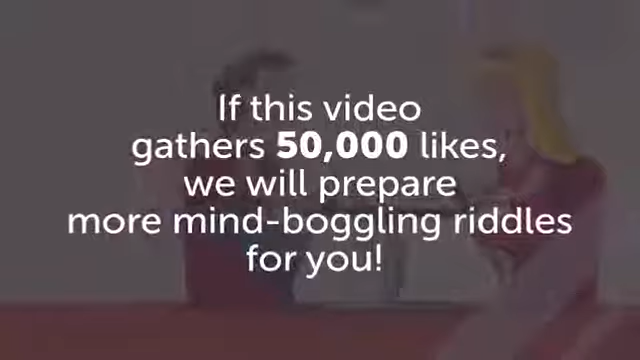 If this video
gathers 50,000 likes,
we will prepare
more mind-boggling riddles
for you!